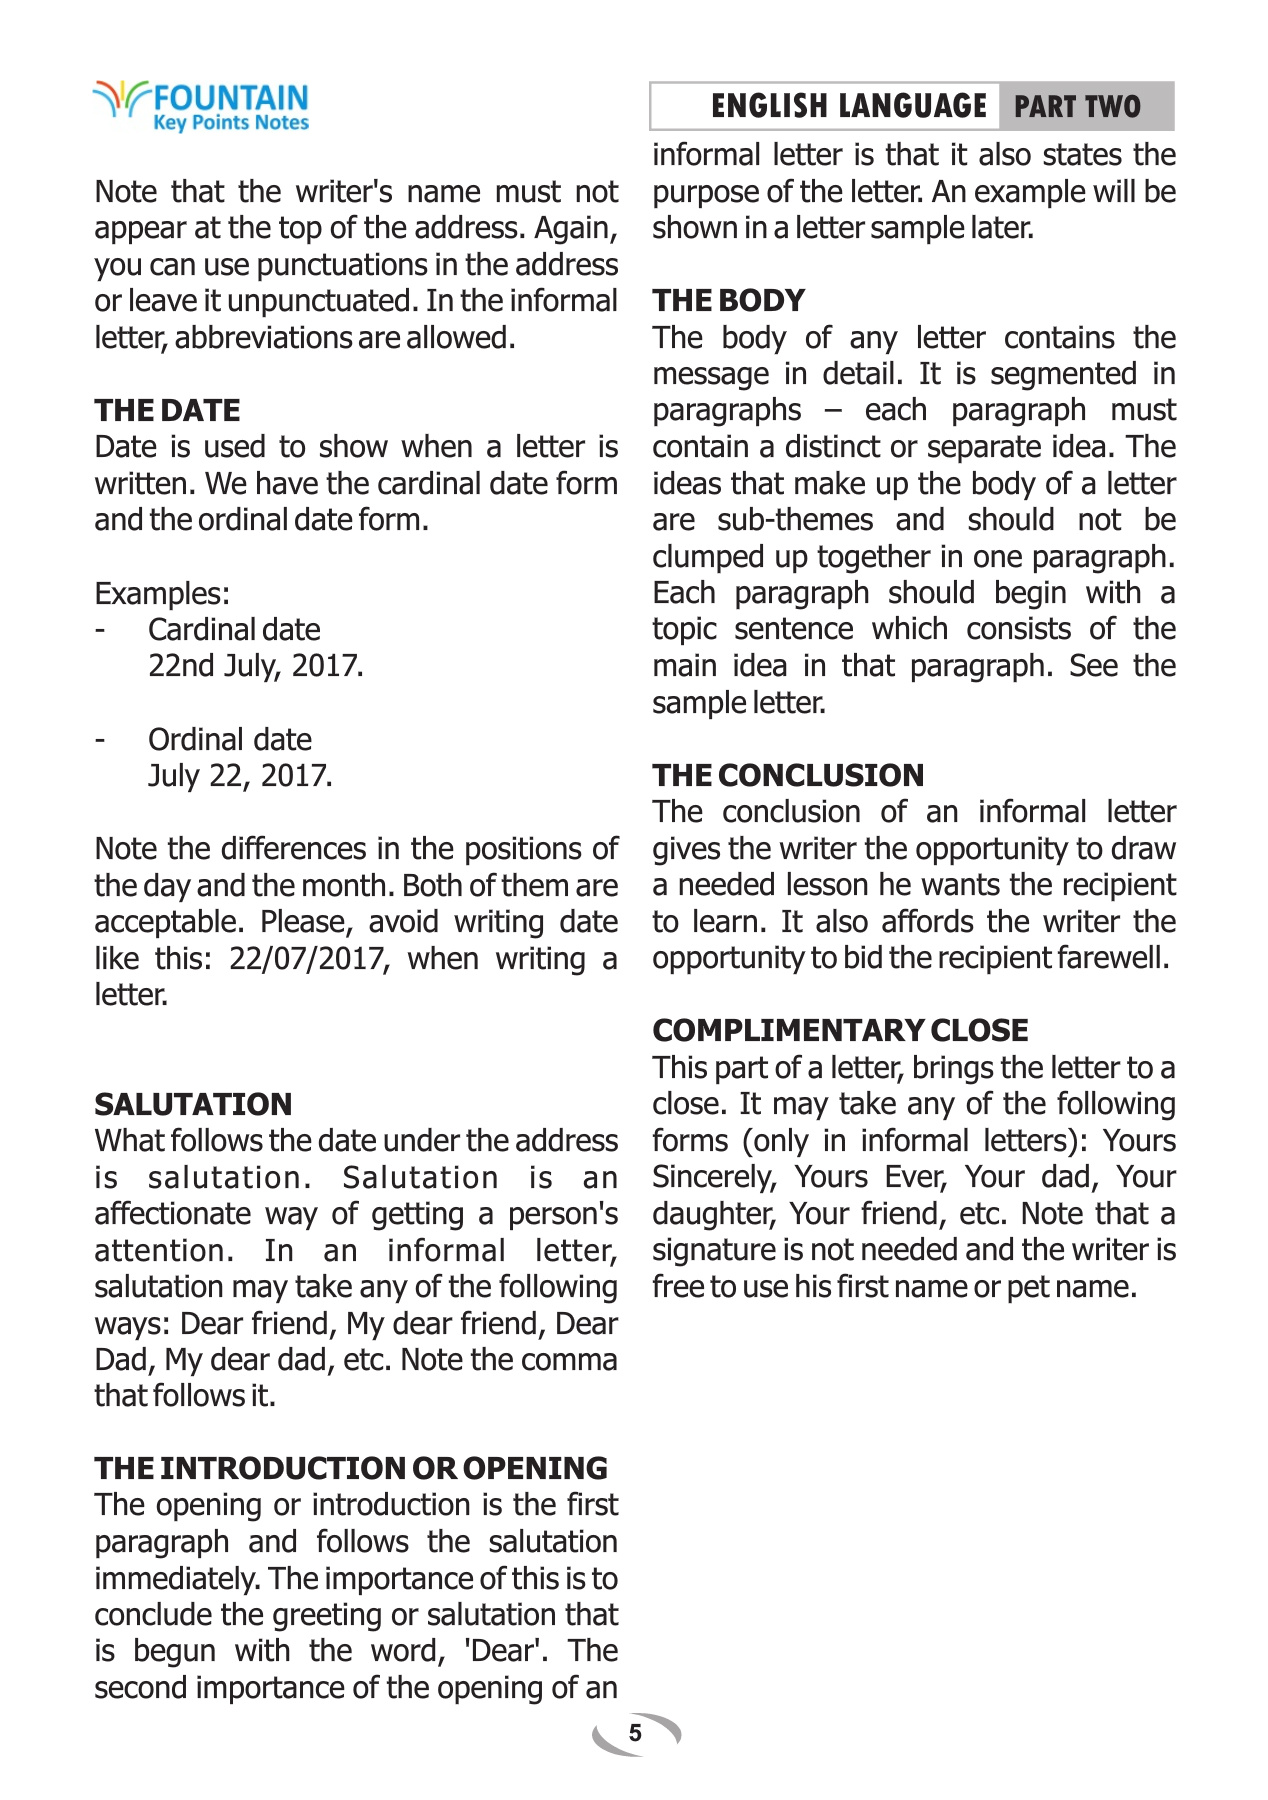 FOUNTAIN
Key Points Notes
ENGLISH LANGUAGE PART TWO
Note that the writer's name must not
appear at the top of the address. Again,
you can use punctuations in the address
or leave it unpunctuated. In the informal
letter, abbreviations are allowed.
THE DATE
Date is used to show when a letter is
written. We have the cardinal date form
and the ordinal date form.
Examples:
- Cardinal date
22nd July, 2017.
- Ordinal date
July 22, 2017.
Note the differences in the positions of
the day and the month. Both of them are
acceptable. Please, avoid writing date
like this: 22/07/2017, when writing a
letter.
SALUTATION
What follows the date under the address
is salutation. Salutation is an
affectionate way of getting a person's
attention. In an informal letter,
salutation may take any of the following
ways: Dear friend, My dear friend, Dear
Dad, My dear dad, etc. Note the comma
that follows it.
THE INTRODUCTION OR OPENING
The opening or introduction is the first
paragraph and follows the salutation
immediately. The importance of this is to
conclude the greeting or salutation that
is begun with the word, 'Dear'. The
second importance of the opening of an
informal letter is that it also states the
purpose of the letter. An example will be
shown in a letter sample later.
THE BODY
The body of any letter contains the
message in detail. It is segmented in
paragraphs – each paragraph must
contain a distinct or separate idea. The
ideas that make up the body of a letter
are sub-themes and should not be
clumped up together in one paragraph.
Each paragraph should begin with a
topic sentence which consists of the
main idea in that paragraph. See the
sample letter.
THE CONCLUSION
The conclusion of an informal letter
gives the writer the opportunity to draw
a needed lesson he wants the recipient
to learn. It also affords the writer the
opportunity to bid the recipient farewell.
COMPLIMENTARY CLOSE
This part of a letter, brings the letter to a
close. It may take any of the following
forms (only in informal letters): Yours
Sincerely, Yours Ever, Your dad, Your
daughter, Your friend, etc. Note that a
signature is not needed and the writer is
free to use his first name or pet name.
5